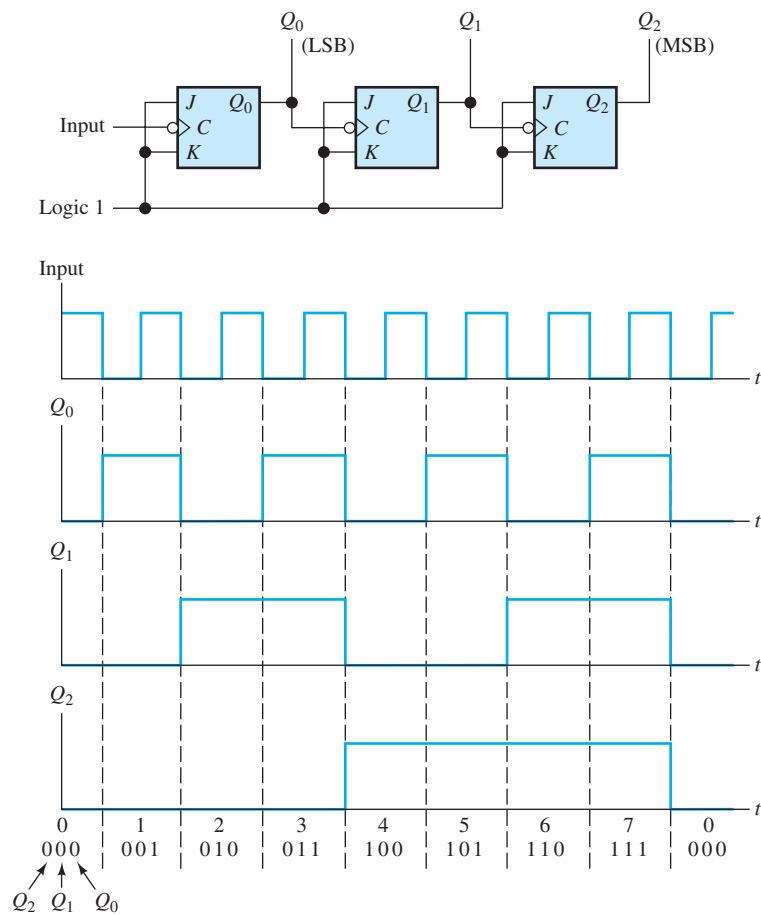 Q0 Q1 Q2
(LSB) (MSB)
J Q0 J Q1 J Q2
Input C C C
K K K
Logic 1
Input
t
Q0
t
Q1
t
Q2
t
0 1 2 3 4 5 6 7 0
000 001 010 011 100 101 110 111 000
Q2 Q1 Q0